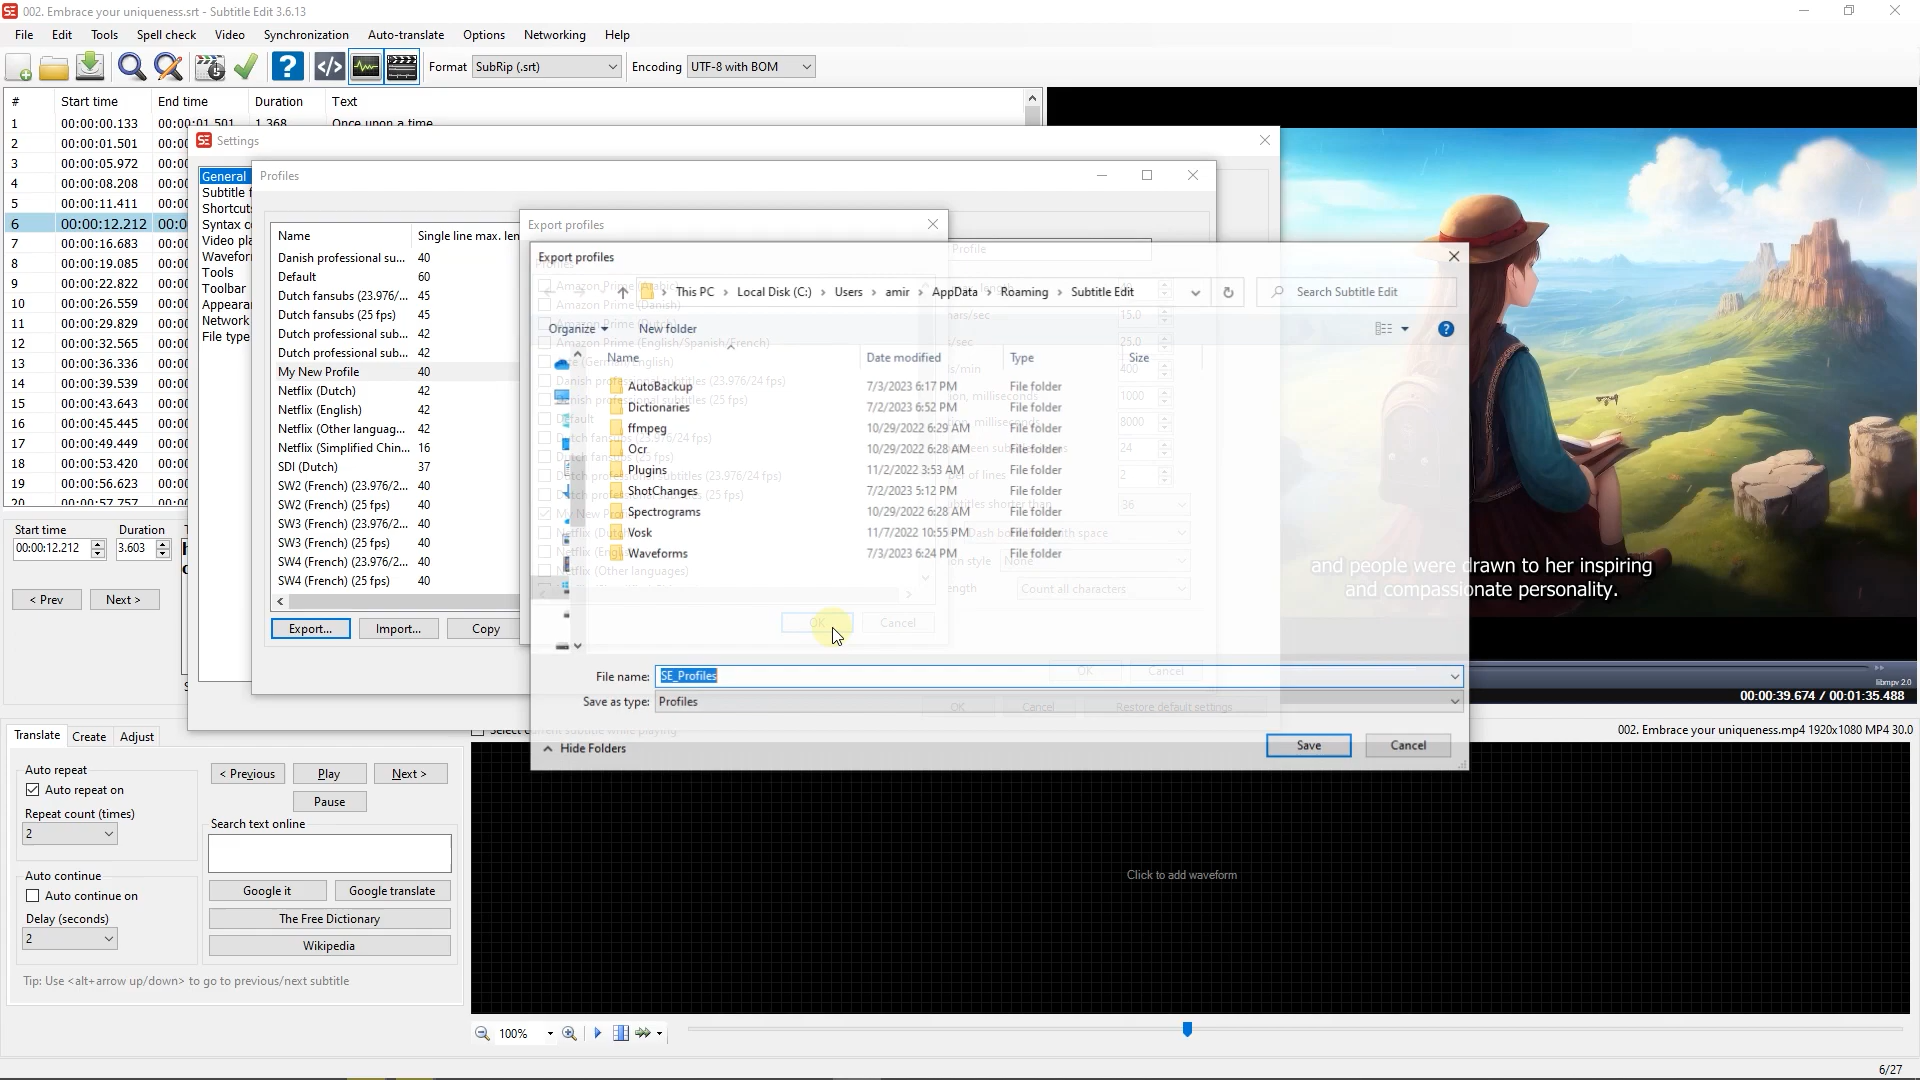 002. Embrace your uniqueness.srt - Subtitle Edit 3.6.13
File Edit Tools Spell check Video Synchronization Auto-translate Options Networking Help
Format SubRip (.srt) Encoding UTF-8 with BOM
# Start time End time Duration Text
1 00:00:00.133 00:00:01.501 1.368 Once upon a time
2 00:00:01.501
3 00:00:05.972
4 00:00:08.208
5 00:00:11.411
6 00:00:12.212
7 00:00:16.683
8 00:00:19.085
9 00:00:22.822
10 00:00:26.559
11 00:00:29.829
12 00:00:32.565
13 00:00:36.336
14 00:00:39.539
15 00:00:43.643
16 00:00:45.445
17 00:00:49.449
18 00:00:53.420
19 00:00:56.623
20 00:00:57.757
Settings
General
Shortcut
Tools
Toolbar
Network
File type
Profiles
Name Single line max. len
Danish professional su... 40
Default 60
Dutch fansubs (23.976/... 45
Dutch fansubs (25 fps) 45
Dutch professional sub... 42
Dutch professional sub... 42
My New Profile 40
Netflix (Dutch) 42
Netflix (English) 42
Netflix (Other languag... 42
Netflix (Simplified Chin... 16
SDI (Dutch) 37
SW2 (French) (23.976/2... 40
SW2 (French) (25 fps) 40
SW3 (French) (23.976/2... 40
SW3 (French) (25 fps) 40
SW4 (French) (23.976/2... 40
SW4 (French) (25 fps) 40
Export... Import... Copy
Export profiles
Export profiles
This PC › Local Disk (C:) › Users › amir › AppData › Roaming › Subtitle Edit
Search Subtitle Edit
Organize New folder
Name Date modified Type Size
AutoBackup 7/3/2023 6:17 PM File folder
Dictionaries 7/2/2023 6:52 PM File folder
ffmpeg 10/29/2022 6:29 AM File folder
Ocr 10/29/2022 6:28 AM File folder
Plugins 11/2/2022 3:53 AM File folder
ShotChanges 7/2/2023 5:12 PM File folder
Spectrograms 10/29/2022 6:28 AM File folder
Vosk 11/7/2022 10:55 PM File folder
Waveforms 7/3/2023 6:24 PM File folder
OK Cancel
File name: SE_Profiles
Save as type: Profiles
OK Cancel
OK Cancel Restore default settings
Hide Folders Save Cancel
and people were drawn to her inspiring
and compassionate personality.
libmpv 2.0
00:00:39.674 / 00:01:35.488
Start time Duration
00:00:12.212 3.603
< Prev Next >
Translate Create Adjust
002. Embrace your uniqueness.mp4 1920x1080 MP4 30.0
Auto repeat
Auto repeat on
Repeat count (times)
2
Auto continue
Auto continue on
Delay (seconds)
2
< Previous Play Next >
Pause
Search text online
Google it Google translate
The Free Dictionary
Wikipedia
Tip: Use <alt+arrow up/down> to go to previous/next subtitle
Click to add waveform
100%
6/27